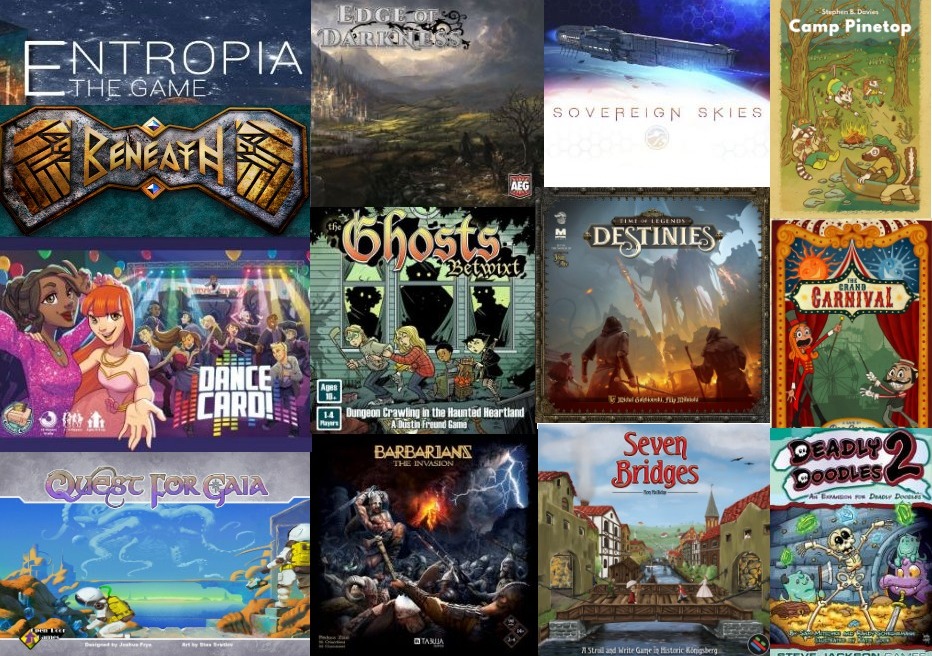 ENTROPIA
THE GAME
BENEATH
DANCE
CARD!
QUEST FOR GAIA
Designed by Joshua Frye
EDGE OF
DARKNESS
AEG
the
Ghosts
Betwixt
Ages
1-4
Players
Dungeon Crawling in the Haunted Heartland
A Dustin Freund Game
BARBARIANS
THE INVASION
SOVEREIGN SKIES
TIME OF LEGENDS
DESTINIES
Seven
Bridges
A Stroll and Write Game in Historic Königsberg
Stephen B. Davies
Camp Pinetop
THE
GRAND
CARNIVAL
DEADLY
DOODLES 2
AN EXPANSION FOR DEADLY DOODLES
STEVE JACKSON GAMES